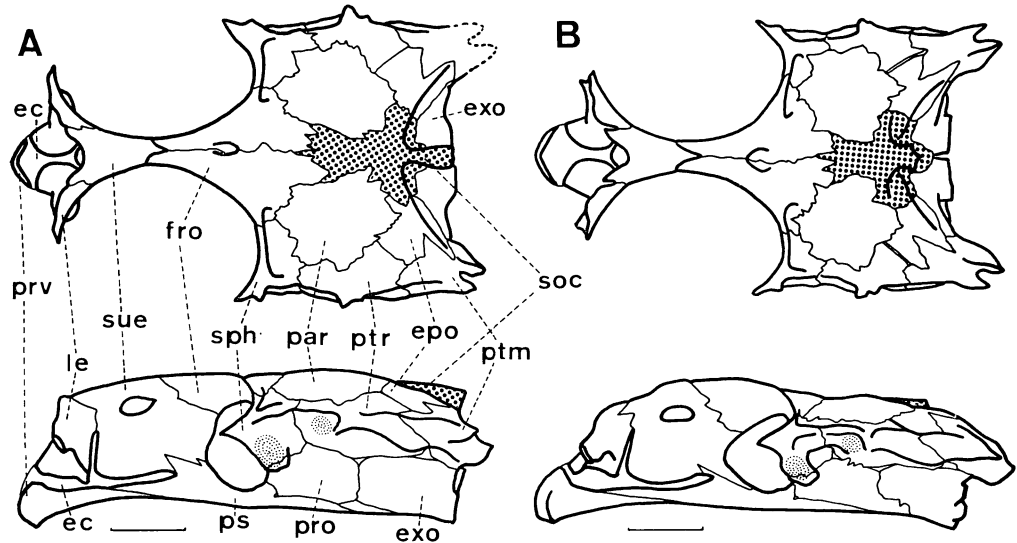 A
B
ec
exo
fro
prv
sue
soc
sph
par
ptr
epo
ptm
le
ec
ps
pro
exo